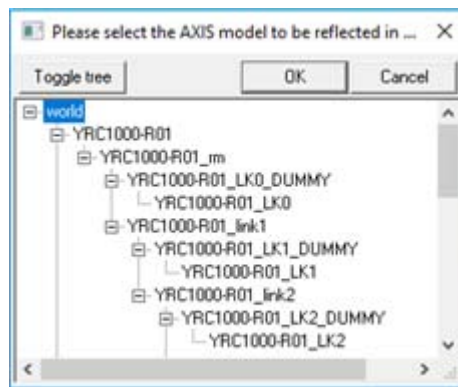 Please select the AXIS model to be reflected in ...
Toggle tree OK Cancel
world
YRC1000-R01
YRC1000-R01_rm
YRC1000-R01_LK0_DUMMY
YRC1000-R01_LK0
YRC1000-R01_link1
YRC1000-R01_LK1_DUMMY
YRC1000-R01_LK1
YRC1000-R01_link2
YRC1000-R01_LK2_DUMMY
YRC1000-R01_LK2